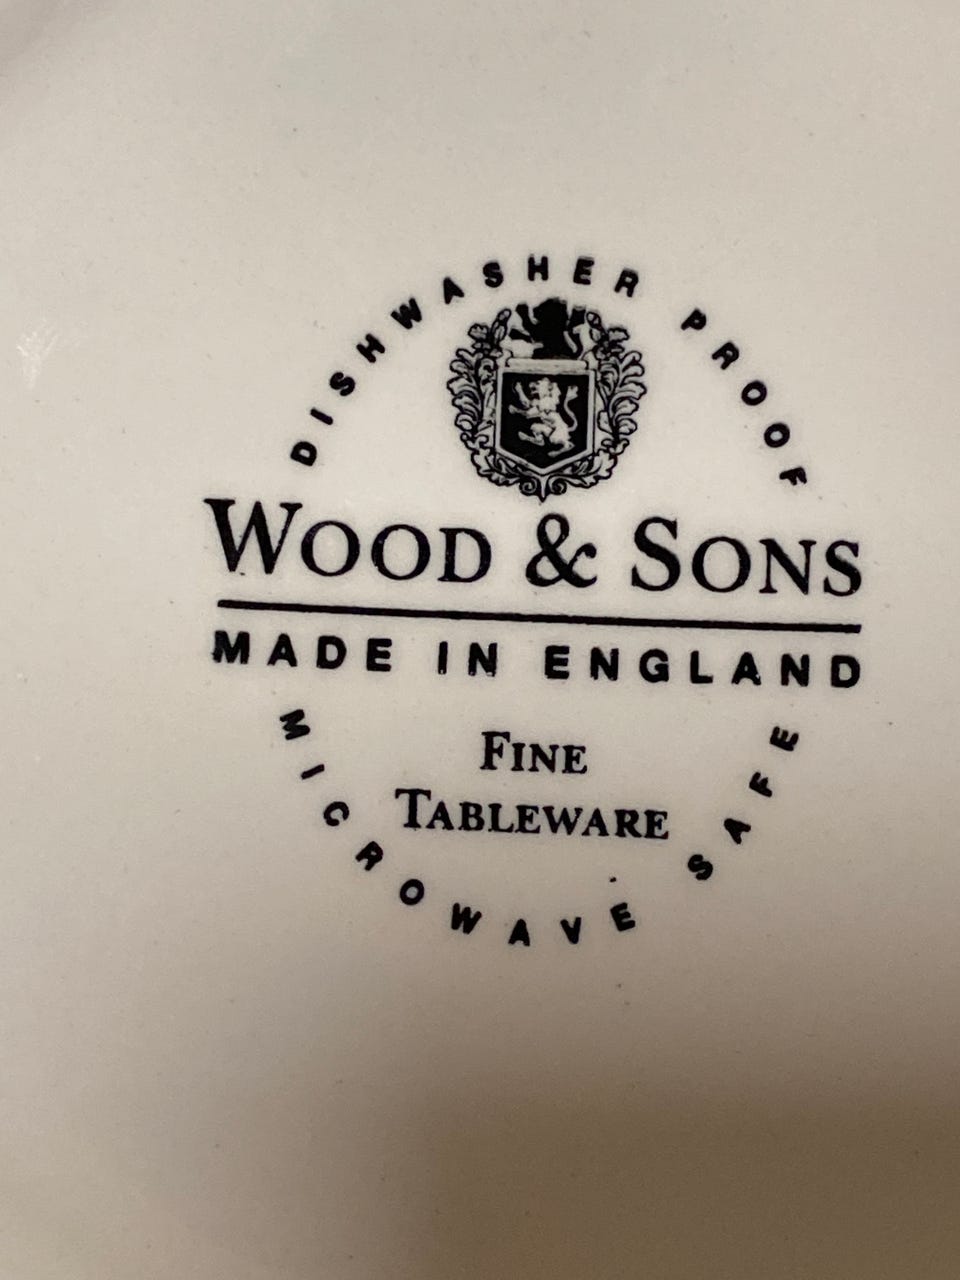 DISHWASHER PROOF
WOOD & SONS
MADE IN ENGLAND
FINE
TABLEWARE
MICROWAVE SAFE